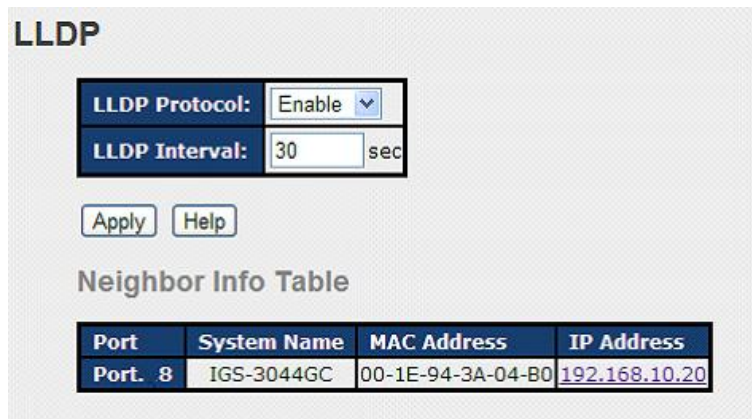 LLDP
LLDP Protocol: Enable
LLDP Interval: 30 sec
Apply Help
Neighbor Info Table
Port System Name MAC Address IP Address
Port. 8 IGS-3044GC 00-1E-94-3A-04-B0 192.168.10.20